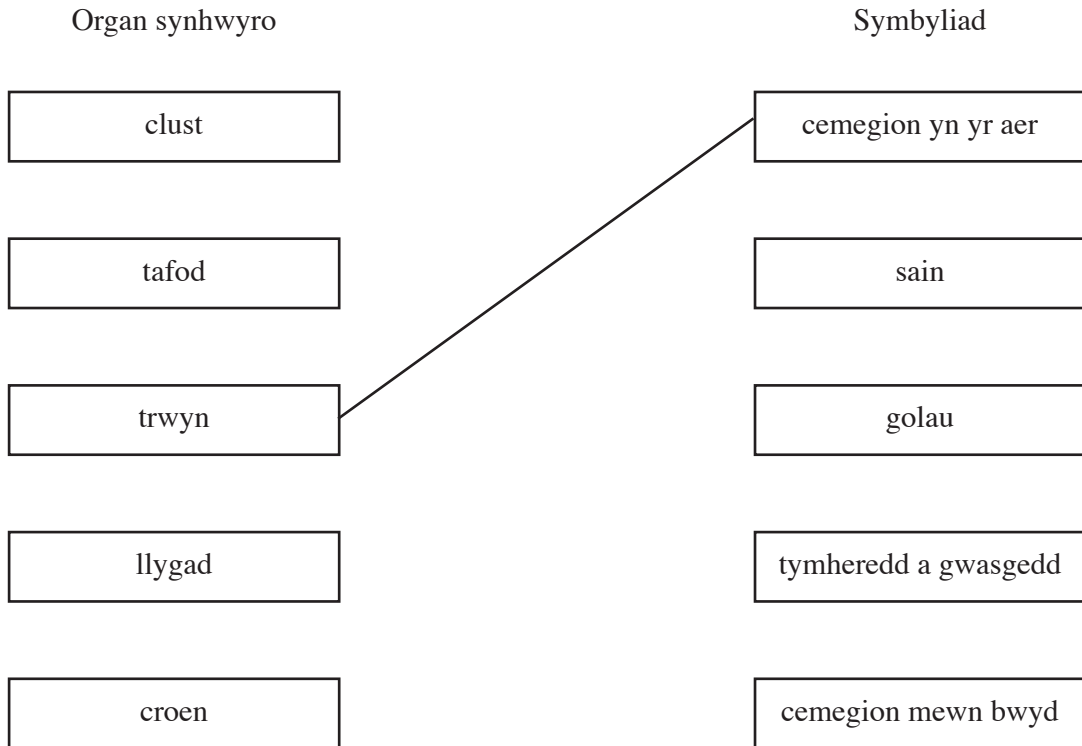 Organ synhwyro Symbyliad
clust cemegion yn yr aer
tafod sain
trwyn golau
llygad tymheredd a gwasgedd
croen cemegion mewn bwyd